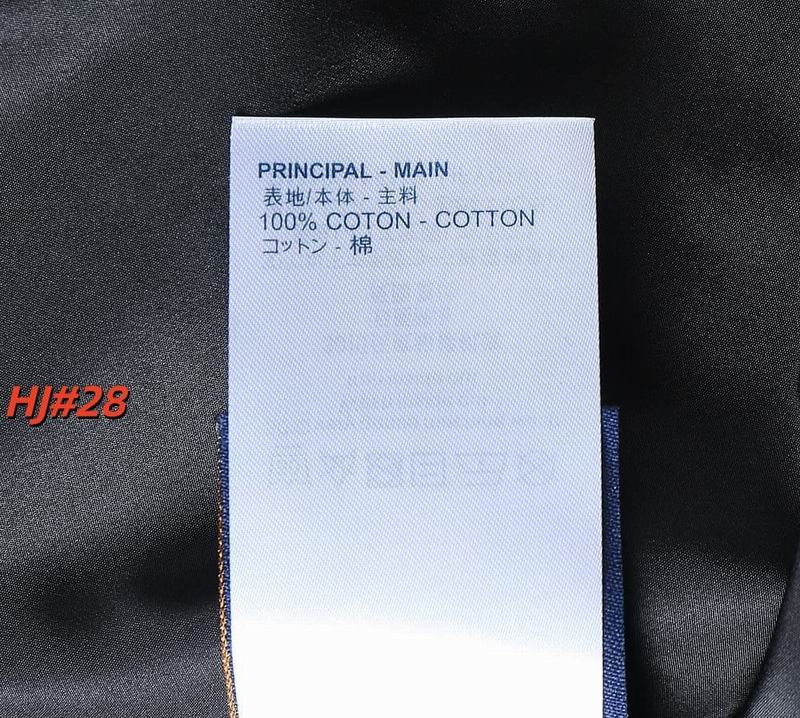 PRINCIPAL - MAIN
表地/本体 - 主料
100% COTON - COTTON
コットン - 棉
HJ#28